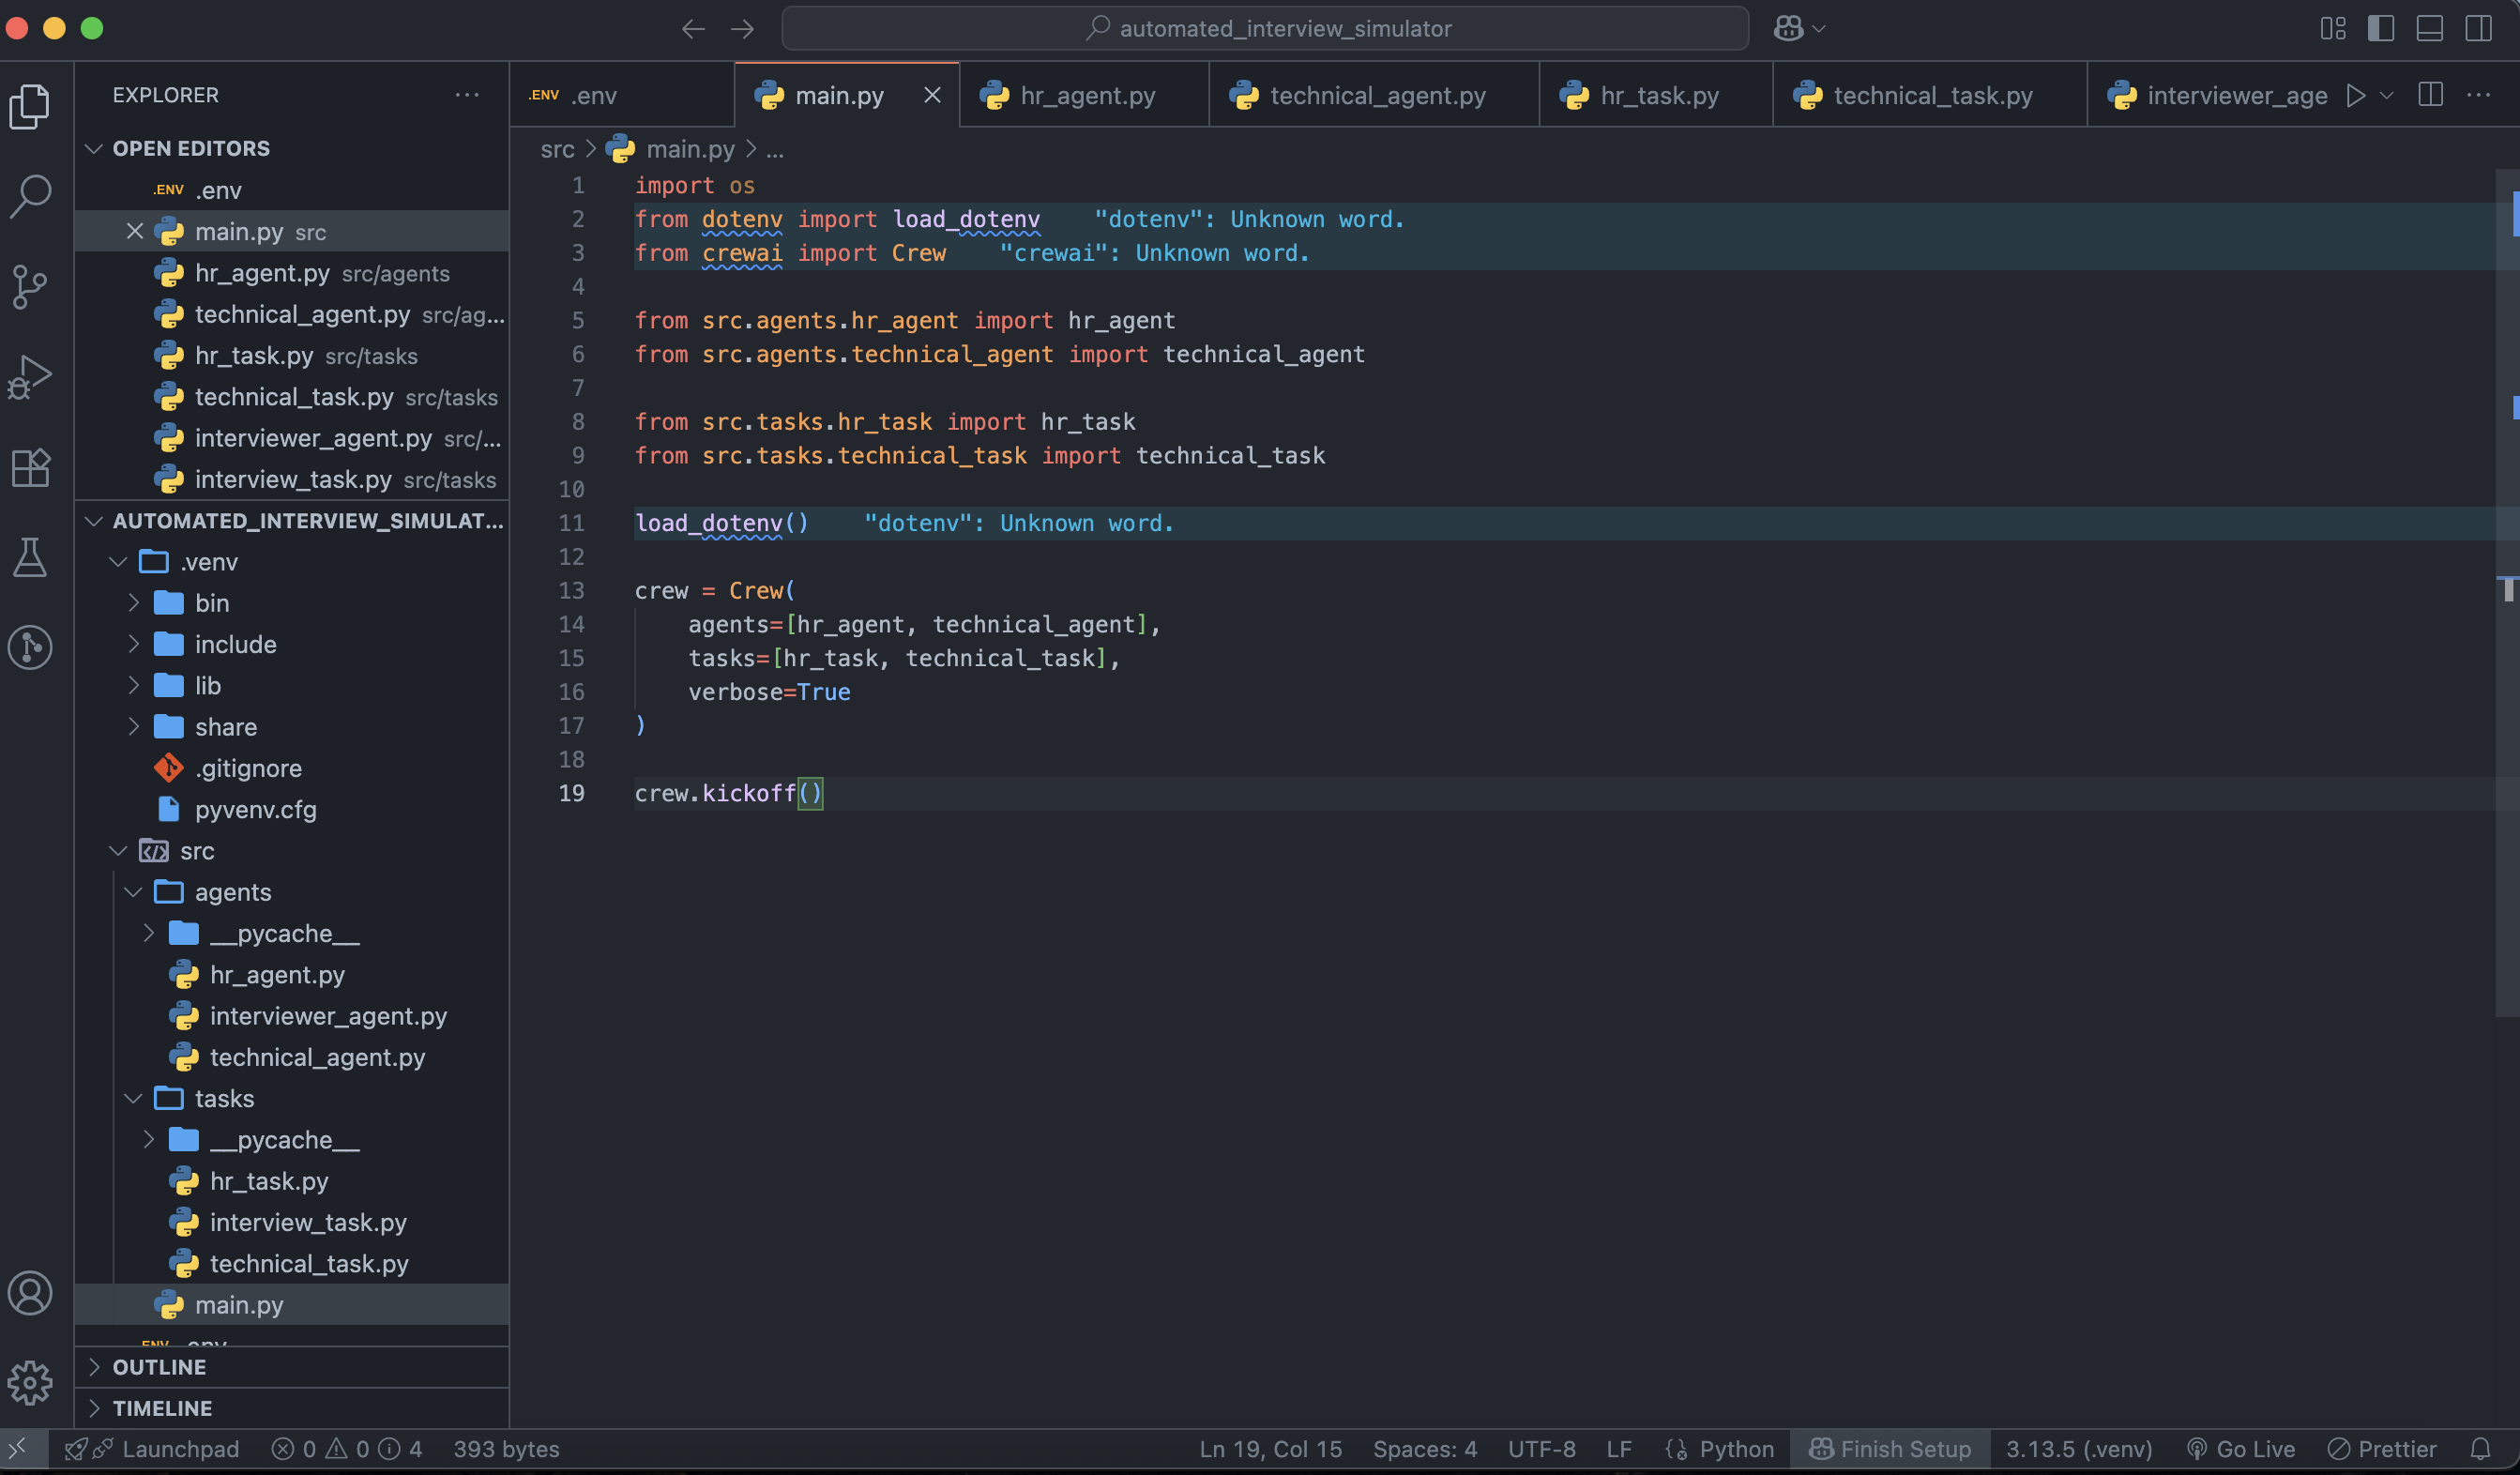 automated_interview_simulator
EXPLORER
OPEN EDITORS
.ENV .env
main.py src
hr_agent.py src/agents
technical_agent.py src/ag...
hr_task.py src/tasks
technical_task.py src/tasks
interviewer_agent.py src/...
interview_task.py src/tasks
AUTOMATED_INTERVIEW_SIMULAT...
.venv
bin
include
lib
share
.gitignore
pyvenv.cfg
src
agents
__pycache__
hr_agent.py
interviewer_agent.py
technical_agent.py
tasks
__pycache__
hr_task.py
interview_task.py
technical_task.py
main.py
.ENV .env
OUTLINE
TIMELINE
.ENV .env main.py hr_agent.py technical_agent.py hr_task.py technical_task.py interviewer_age
src > main.py > ...
1 import os
2 from dotenv import load_dotenv "dotenv": Unknown word.
3 from crewai import Crew "crewai": Unknown word.
4
5 from src.agents.hr_agent import hr_agent
6 from src.agents.technical_agent import technical_agent
7
8 from src.tasks.hr_task import hr_task
9 from src.tasks.technical_task import technical_task
10
11 load_dotenv() "dotenv": Unknown word.
12
13 crew = Crew(
14     agents=[hr_agent, technical_agent],
15     tasks=[hr_task, technical_task],
16     verbose=True
17 )
18
19 crew.kickoff()
Launchpad 0 0 4 393 bytes Ln 19, Col 15 Spaces: 4 UTF-8 LF Python Finish Setup 3.13.5 (.venv) Go Live Prettier